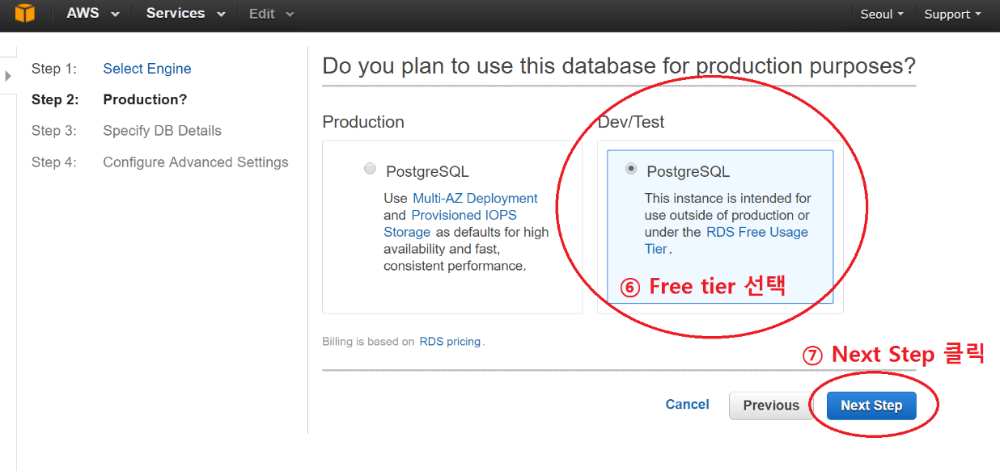 AWS Services Edit Seoul Support
Step 1: Select Engine
Step 2: Production?
Step 3: Specify DB Details
Step 4: Configure Advanced Settings
Do you plan to use this database for production purposes?
Production
PostgreSQL
Use Multi-AZ Deployment
and Provisioned IOPS
Storage as defaults for high
availability and fast,
consistent performance.
Dev/Test
PostgreSQL
This instance is intended for
use outside of production or
under the RDS Free Usage
Tier.
⑥ Free tier 선택
Billing is based on RDS pricing.
⑦ Next Step 클릭
Cancel Previous Next Step